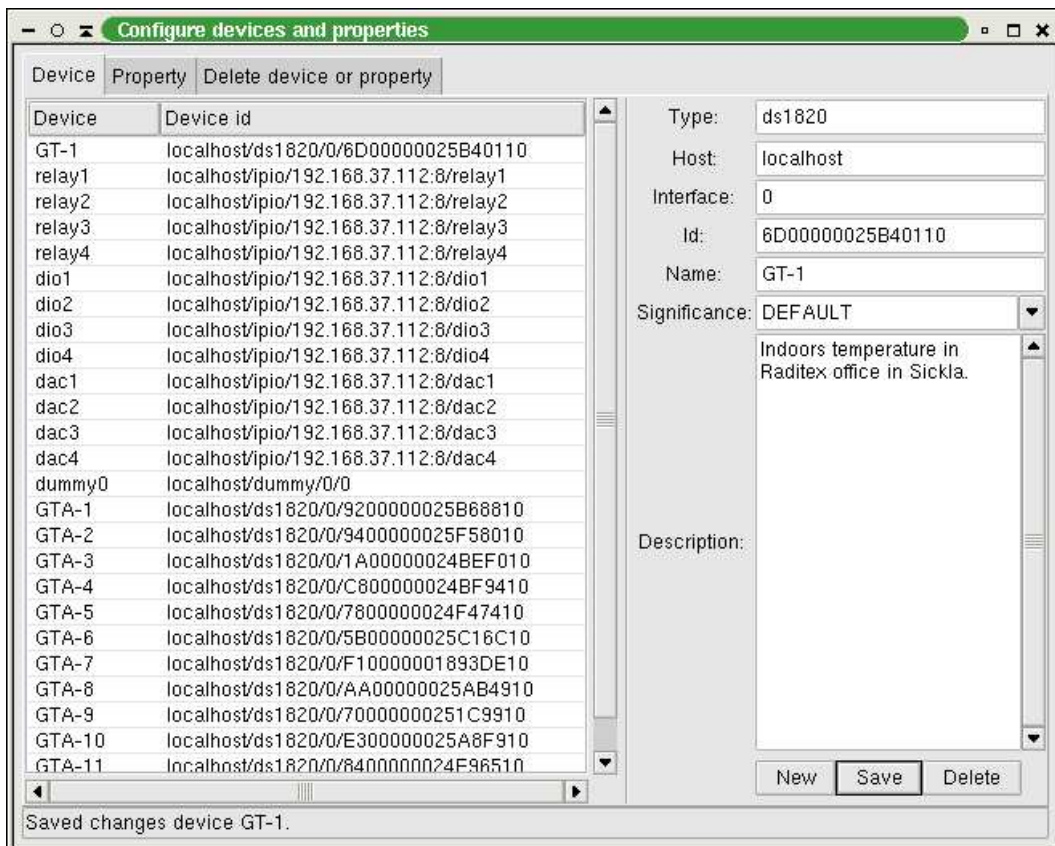 Configure devices and properties
Device Property Delete device or property
Device Device id
GT-1 localhost/ds1820/0/6D00000025B40110
relay1 localhost/ipio/192.168.37.112:8/relay1
relay2 localhost/ipio/192.168.37.112:8/relay2
relay3 localhost/ipio/192.168.37.112:8/relay3
relay4 localhost/ipio/192.168.37.112:8/relay4
dio1 localhost/ipio/192.168.37.112:8/dio1
dio2 localhost/ipio/192.168.37.112:8/dio2
dio3 localhost/ipio/192.168.37.112:8/dio3
dio4 localhost/ipio/192.168.37.112:8/dio4
dac1 localhost/ipio/192.168.37.112:8/dac1
dac2 localhost/ipio/192.168.37.112:8/dac2
dac3 localhost/ipio/192.168.37.112:8/dac3
dac4 localhost/ipio/192.168.37.112:8/dac4
dummy0 localhost/dummy/0/0
GTA-1 localhost/ds1820/0/9200000025B68810
GTA-2 localhost/ds1820/0/9400000025F58010
GTA-3 localhost/ds1820/0/1A00000024BEF010
GTA-4 localhost/ds1820/0/C800000024BF9410
GTA-5 localhost/ds1820/0/7800000024F47410
GTA-6 localhost/ds1820/0/5B00000025C16C10
GTA-7 localhost/ds1820/0/F10000001893DE10
GTA-8 localhost/ds1820/0/AA00000025AB4910
GTA-9 localhost/ds1820/0/70000000251C9910
GTA-10 localhost/ds1820/0/E300000025A8F910
GTA-11 localhost/ds1820/0/8400000024E96510
Type: ds1820
Host: localhost
Interface: 0
Id: 6D00000025B40110
Name: GT-1
Significance: DEFAULT
Description:
Indoors temperature in
Raditex office in Sickla.
New Save Delete
Saved changes device GT-1.